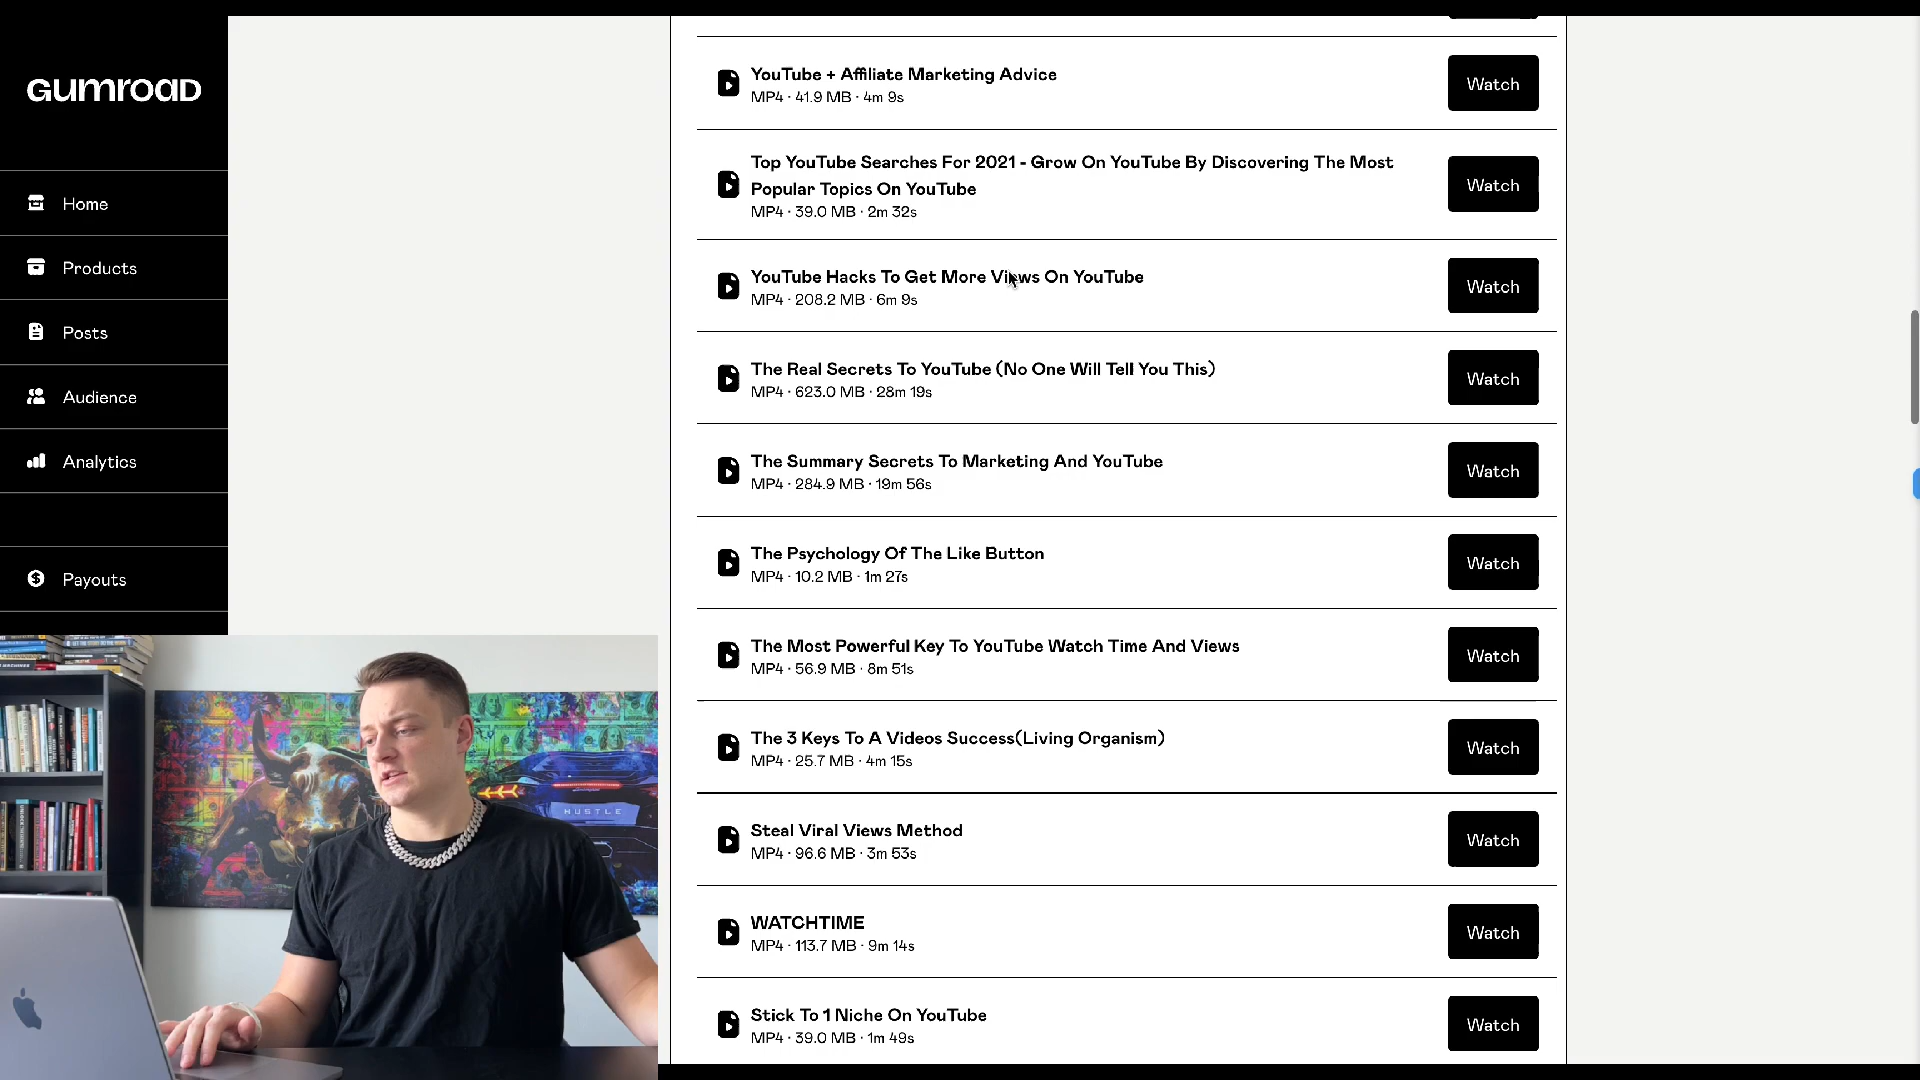 GUMROAD
Home
Products
Posts
Audience
Analytics
Payouts
YouTube + Affiliate Marketing Advice
MP4 · 41.9 MB · 4m 9s
Watch
Top YouTube Searches For 2021 - Grow On YouTube By Discovering The Most
Popular Topics On YouTube
MP4 · 39.0 MB · 2m 32s
Watch
YouTube Hacks To Get More Views On YouTube
MP4 · 208.2 MB · 6m 9s
Watch
The Real Secrets To YouTube (No One Will Tell You This)
MP4 · 623.0 MB · 28m 19s
Watch
The Summary Secrets To Marketing And YouTube
MP4 · 284.9 MB · 19m 56s
Watch
The Psychology Of The Like Button
MP4 · 10.2 MB · 1m 27s
Watch
The Most Powerful Key To YouTube Watch Time And Views
MP4 · 56.9 MB · 8m 51s
Watch
The 3 Keys To A Videos Success(Living Organism)
MP4 · 25.7 MB · 4m 15s
Watch
Steal Viral Views Method
MP4 · 96.6 MB · 3m 53s
Watch
WATCHTIME
MP4 · 113.7 MB · 9m 14s
Watch
Stick To 1 Niche On YouTube
MP4 · 39.0 MB · 1m 49s
Watch
HUSTLE